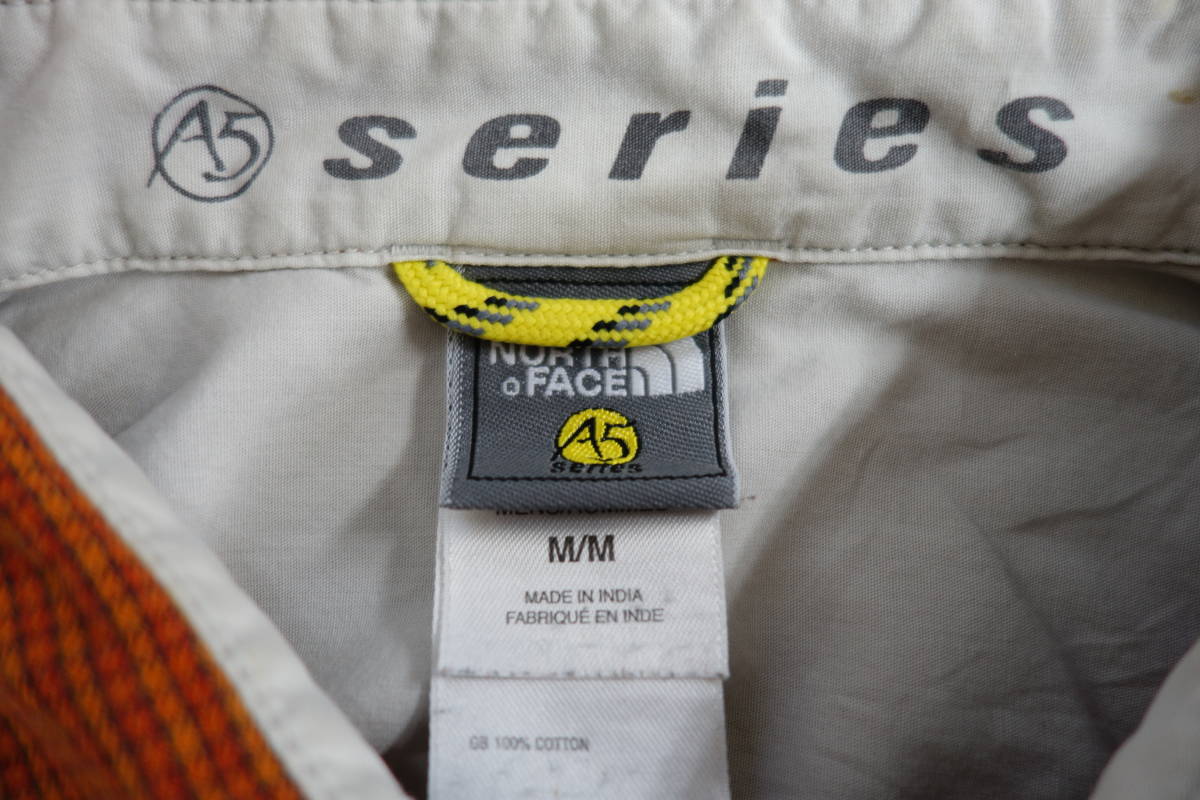 A5 series
NORTH
FACE
A5
series
M/M
MADE IN INDIA
FABRIQUÉ EN INDE
GB 100% COTTON